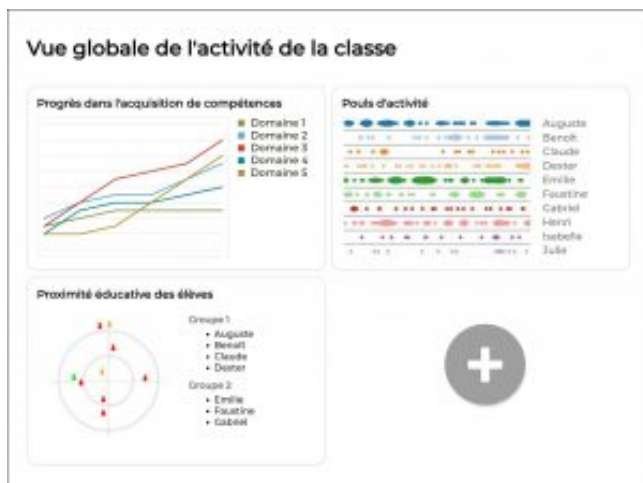 Vue globale de l'activité de la classe
Progrès dans l'acquisition de compétences
Domaine 1
Domaine 2
Domaine 3
Domaine 4
Domaine 5
Pouls d'activité
Auguste
Benoît
Claude
Dexter
Emilie
Faustine
Gabriel
Henri
Isabelle
Julie
Proximité éducative des élèves
Groupe 1
• Auguste
• Benoît
• Claude
• Dexter
Groupe 2
• Emilie
• Faustine
• Gabriel